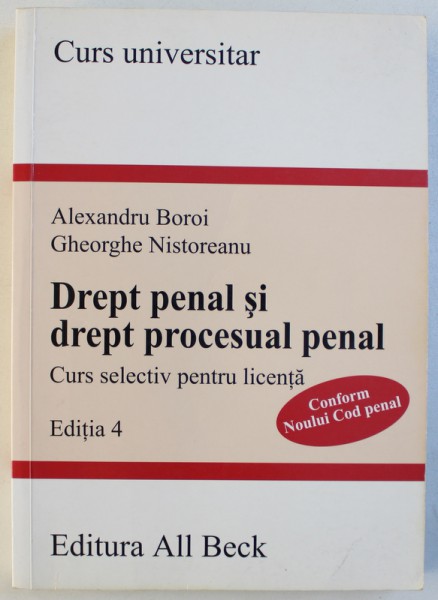 Curs universitar
Alexandru Boroi
Gheorghe Nistoreanu
Drept penal şi
drept procesual penal
Curs selectiv pentru licenţă
Conform
Noului Cod penal
Ediţia 4
Editura All Beck